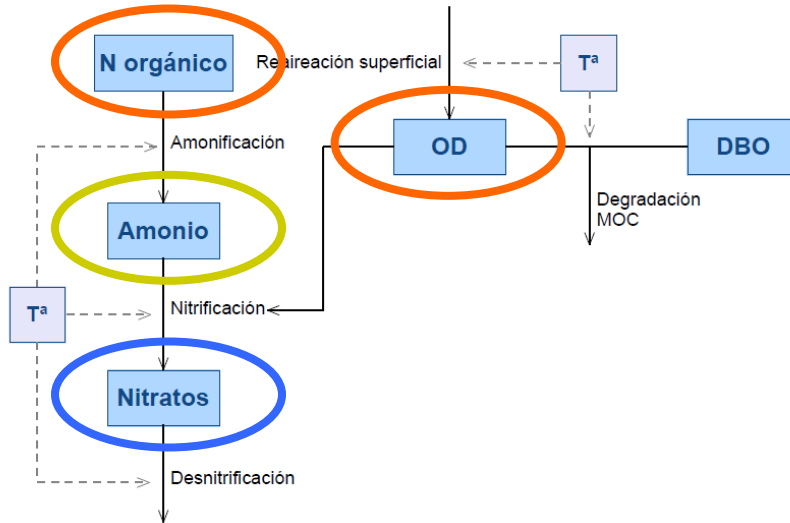 N orgánico
Reaireación superficial
Tª
Amonificación
OD
DBO
Degradación
MOC
Amonio
Tª
Nitrificación
Nitratos
Desnitrificación